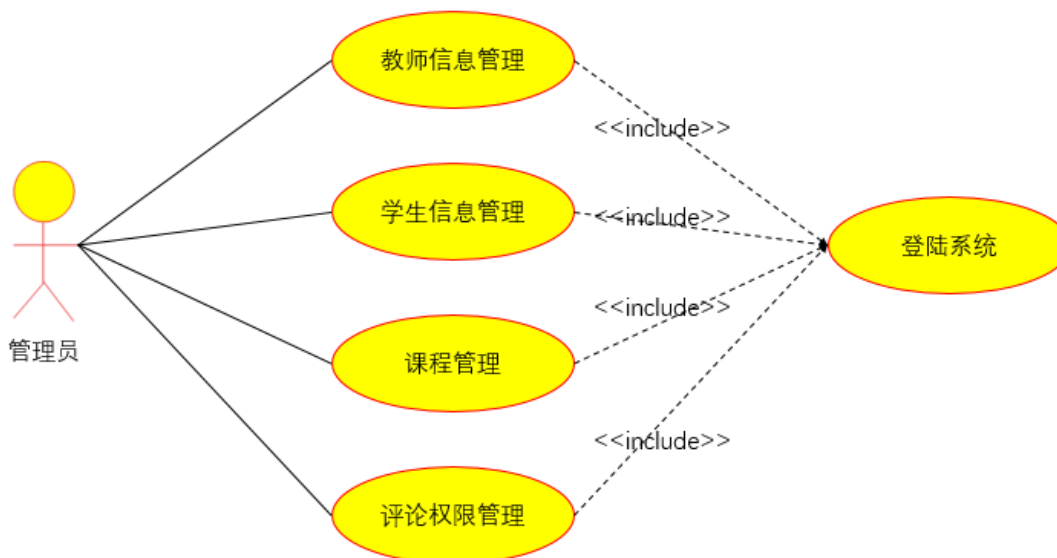 教师信息管理
<<include>>
学生信息管理
<<include>>
登陆系统
管理员
<<include>>
课程管理
<<include>>
评论权限管理